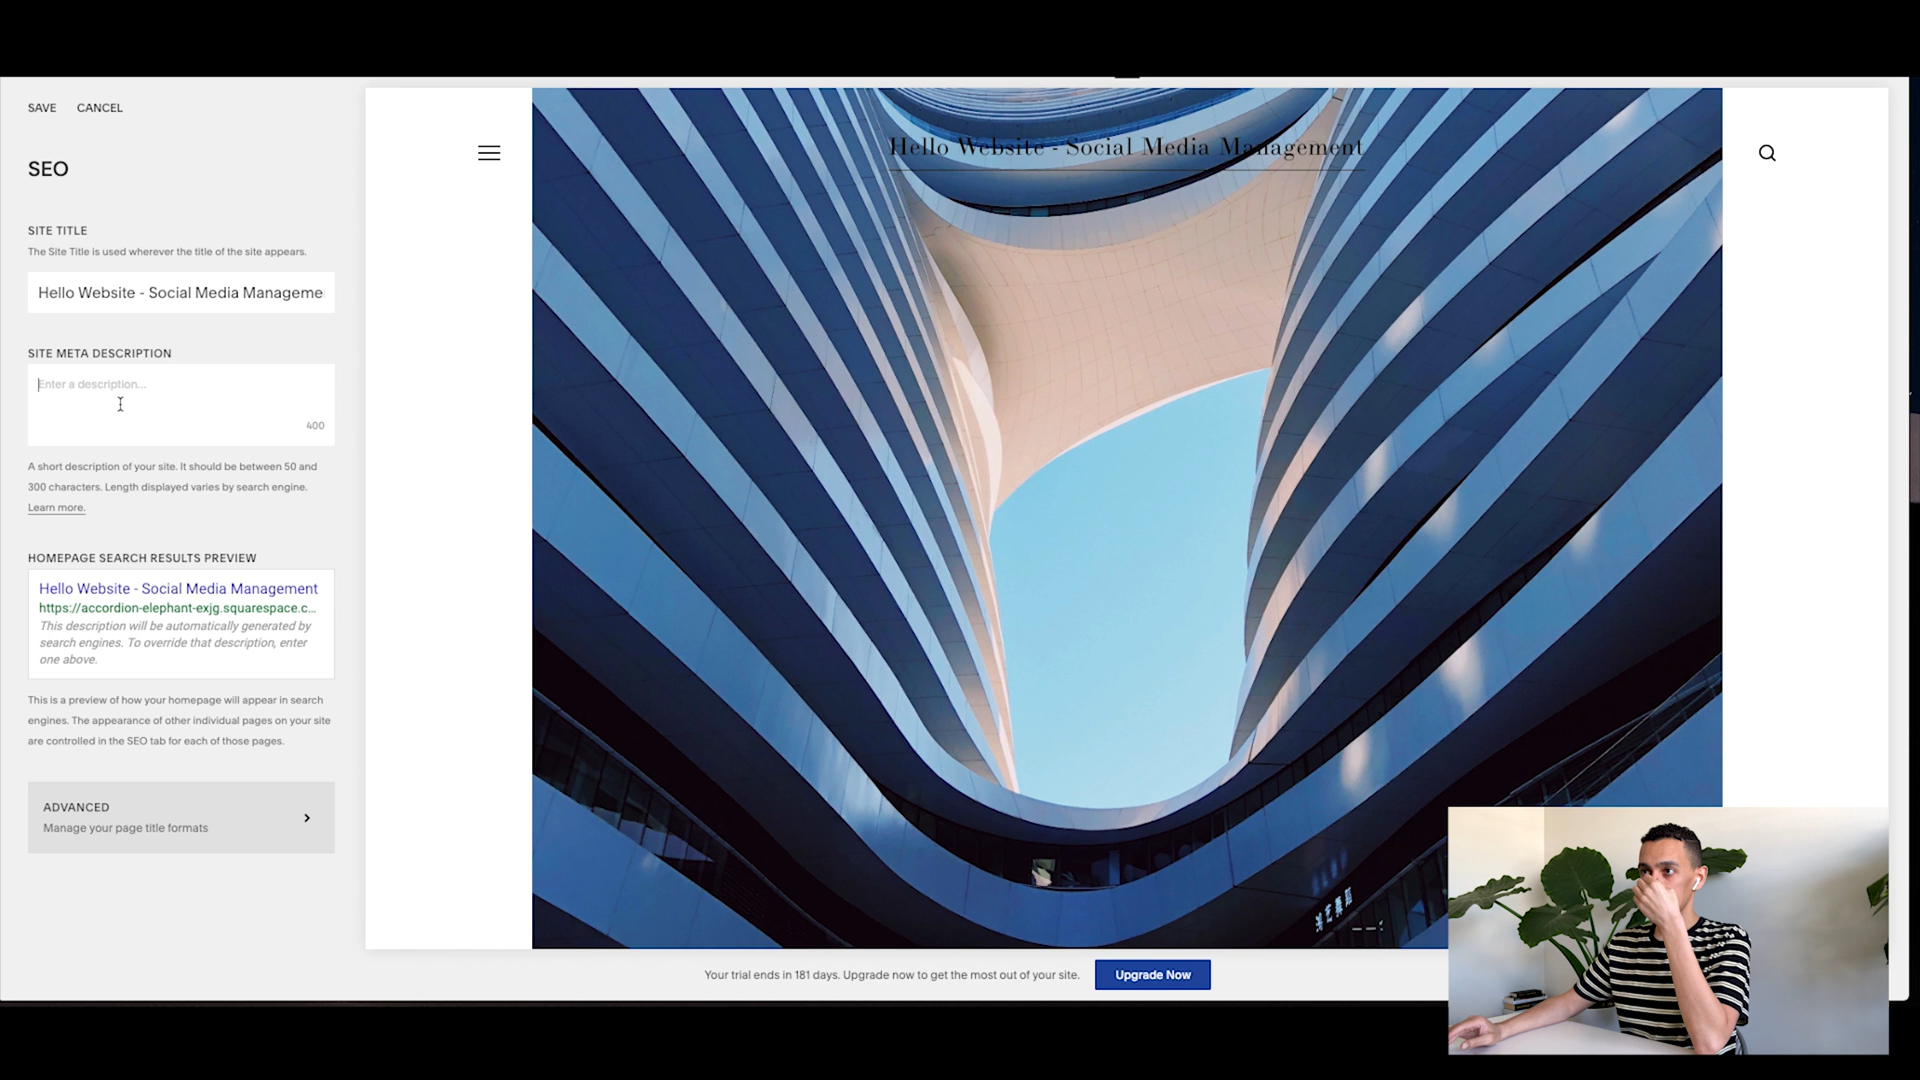 SAVE CANCEL
SEO
SITE TITLE
The Site Title is used wherever the title of the site appears.
Hello Website - Social Media Manageme
SITE META DESCRIPTION
Enter a description...
400
A short description of your site. It should be between 50 and
300 characters. Length displayed varies by search engine.
Learn more.
HOMEPAGE SEARCH RESULTS PREVIEW
Hello Website - Social Media Management
https://accordion-elephant-exjg.squarespace.c...
This description will be automatically generated by
search engines. To override that description, enter
one above.
This is a preview of how your homepage will appear in search
engines. The appearance of other individual pages on your site
are controlled in the SEO tab for each of those pages.
ADVANCED
Manage your page title formats
Hello Website - Social Media Management
Your trial ends in 181 days. Upgrade now to get the most out of your site.
Upgrade Now